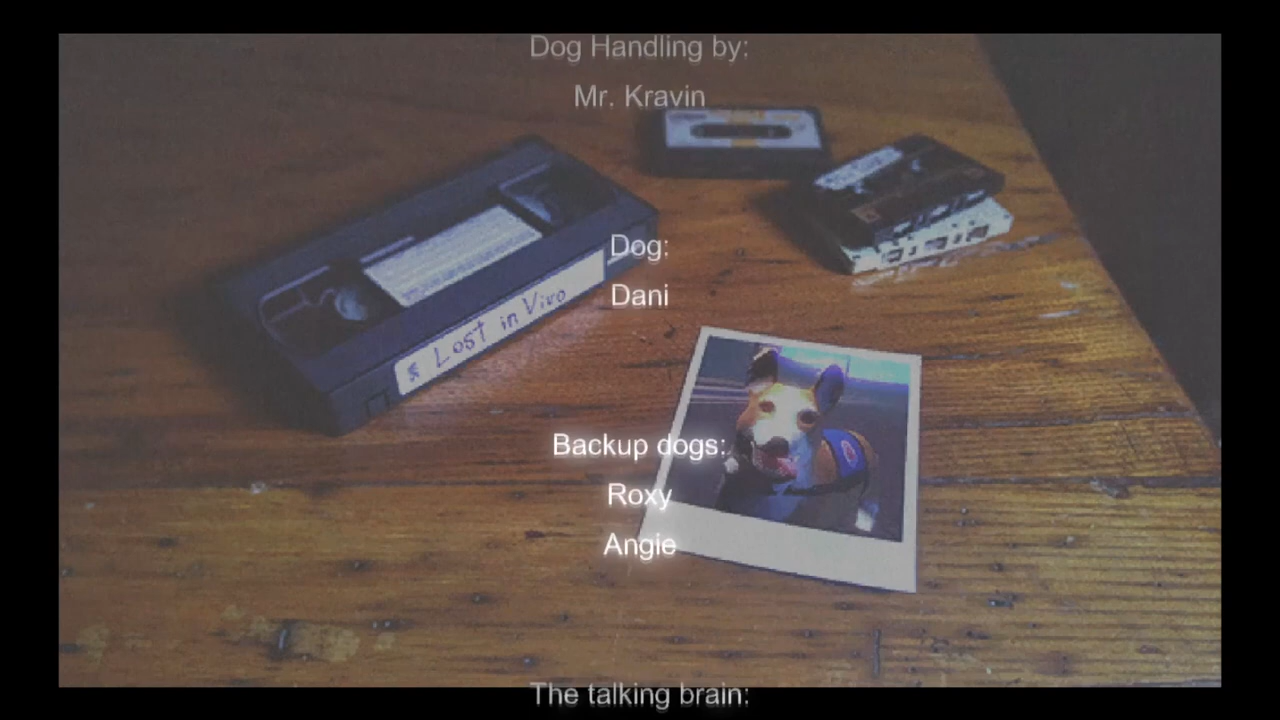 Dog Handling by:
Mr. Kravin
Dog:
Dani
Lost in Vivo
Backup dogs:
Roxy
Angie
The talking brain: